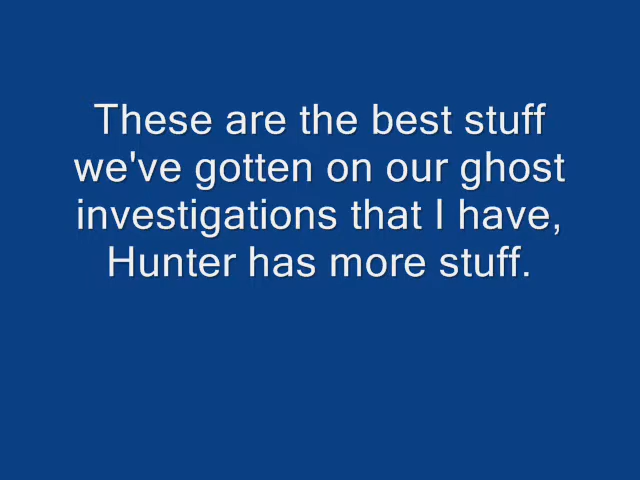 These are the best stuff
we've gotten on our ghost
investigations that I have,
Hunter has more stuff.